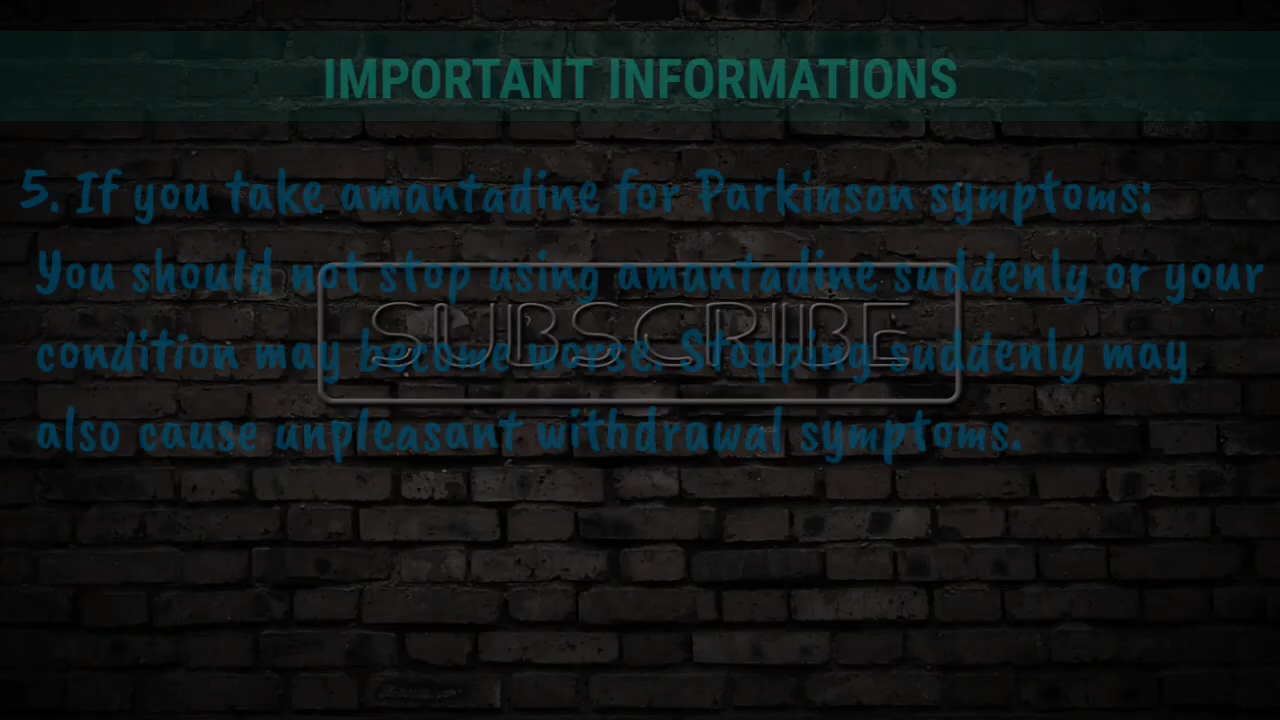 IMPORTANT INFORMATIONS
5. If you take amantadine for Parkinson symptoms:
You should not stop using amantadine suddenly or your
SUBSCRIBE
condition may become worse. Stopping suddenly may
also cause unpleasant withdrawal symptoms.